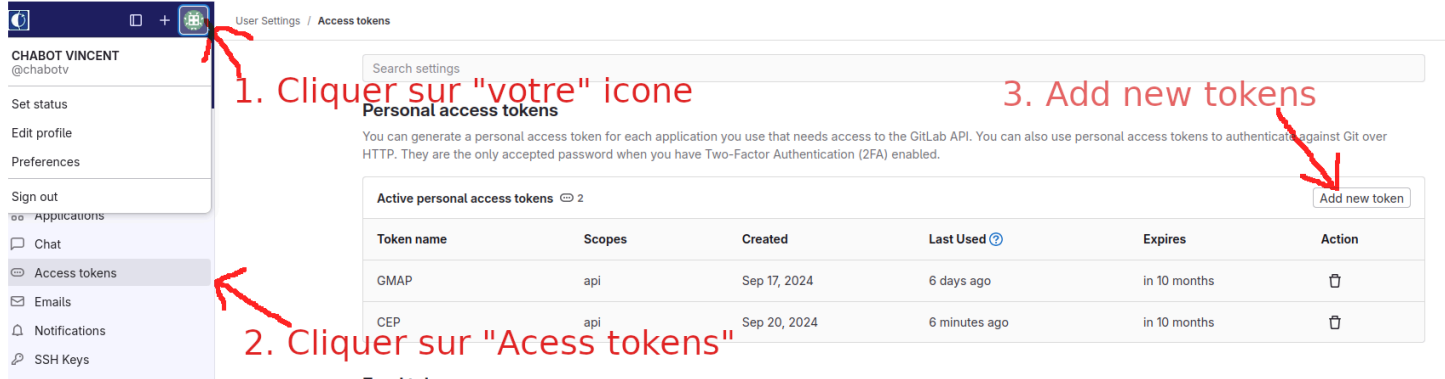 User Settings / Access tokens
CHABOT VINCENT
@chabotv
Set status
Edit profile
Preferences
Sign out
Applications
Chat
Access tokens
Emails
Notifications
SSH Keys
Search settings
1. Cliquer sur "votre" icone
3. Add new tokens
Personal access tokens
You can generate a personal access token for each application you use that needs access to the GitLab API. You can also use personal access tokens to authenticate against Git over
HTTP. They are the only accepted password when you have Two-Factor Authentication (2FA) enabled.
Active personal access tokens 2
Add new token
Token name Scopes Created Last Used Expires Action
GMAP api Sep 17, 2024 6 days ago in 10 months
CEP api Sep 20, 2024 6 minutes ago in 10 months
2. Cliquer sur "Acess tokens"